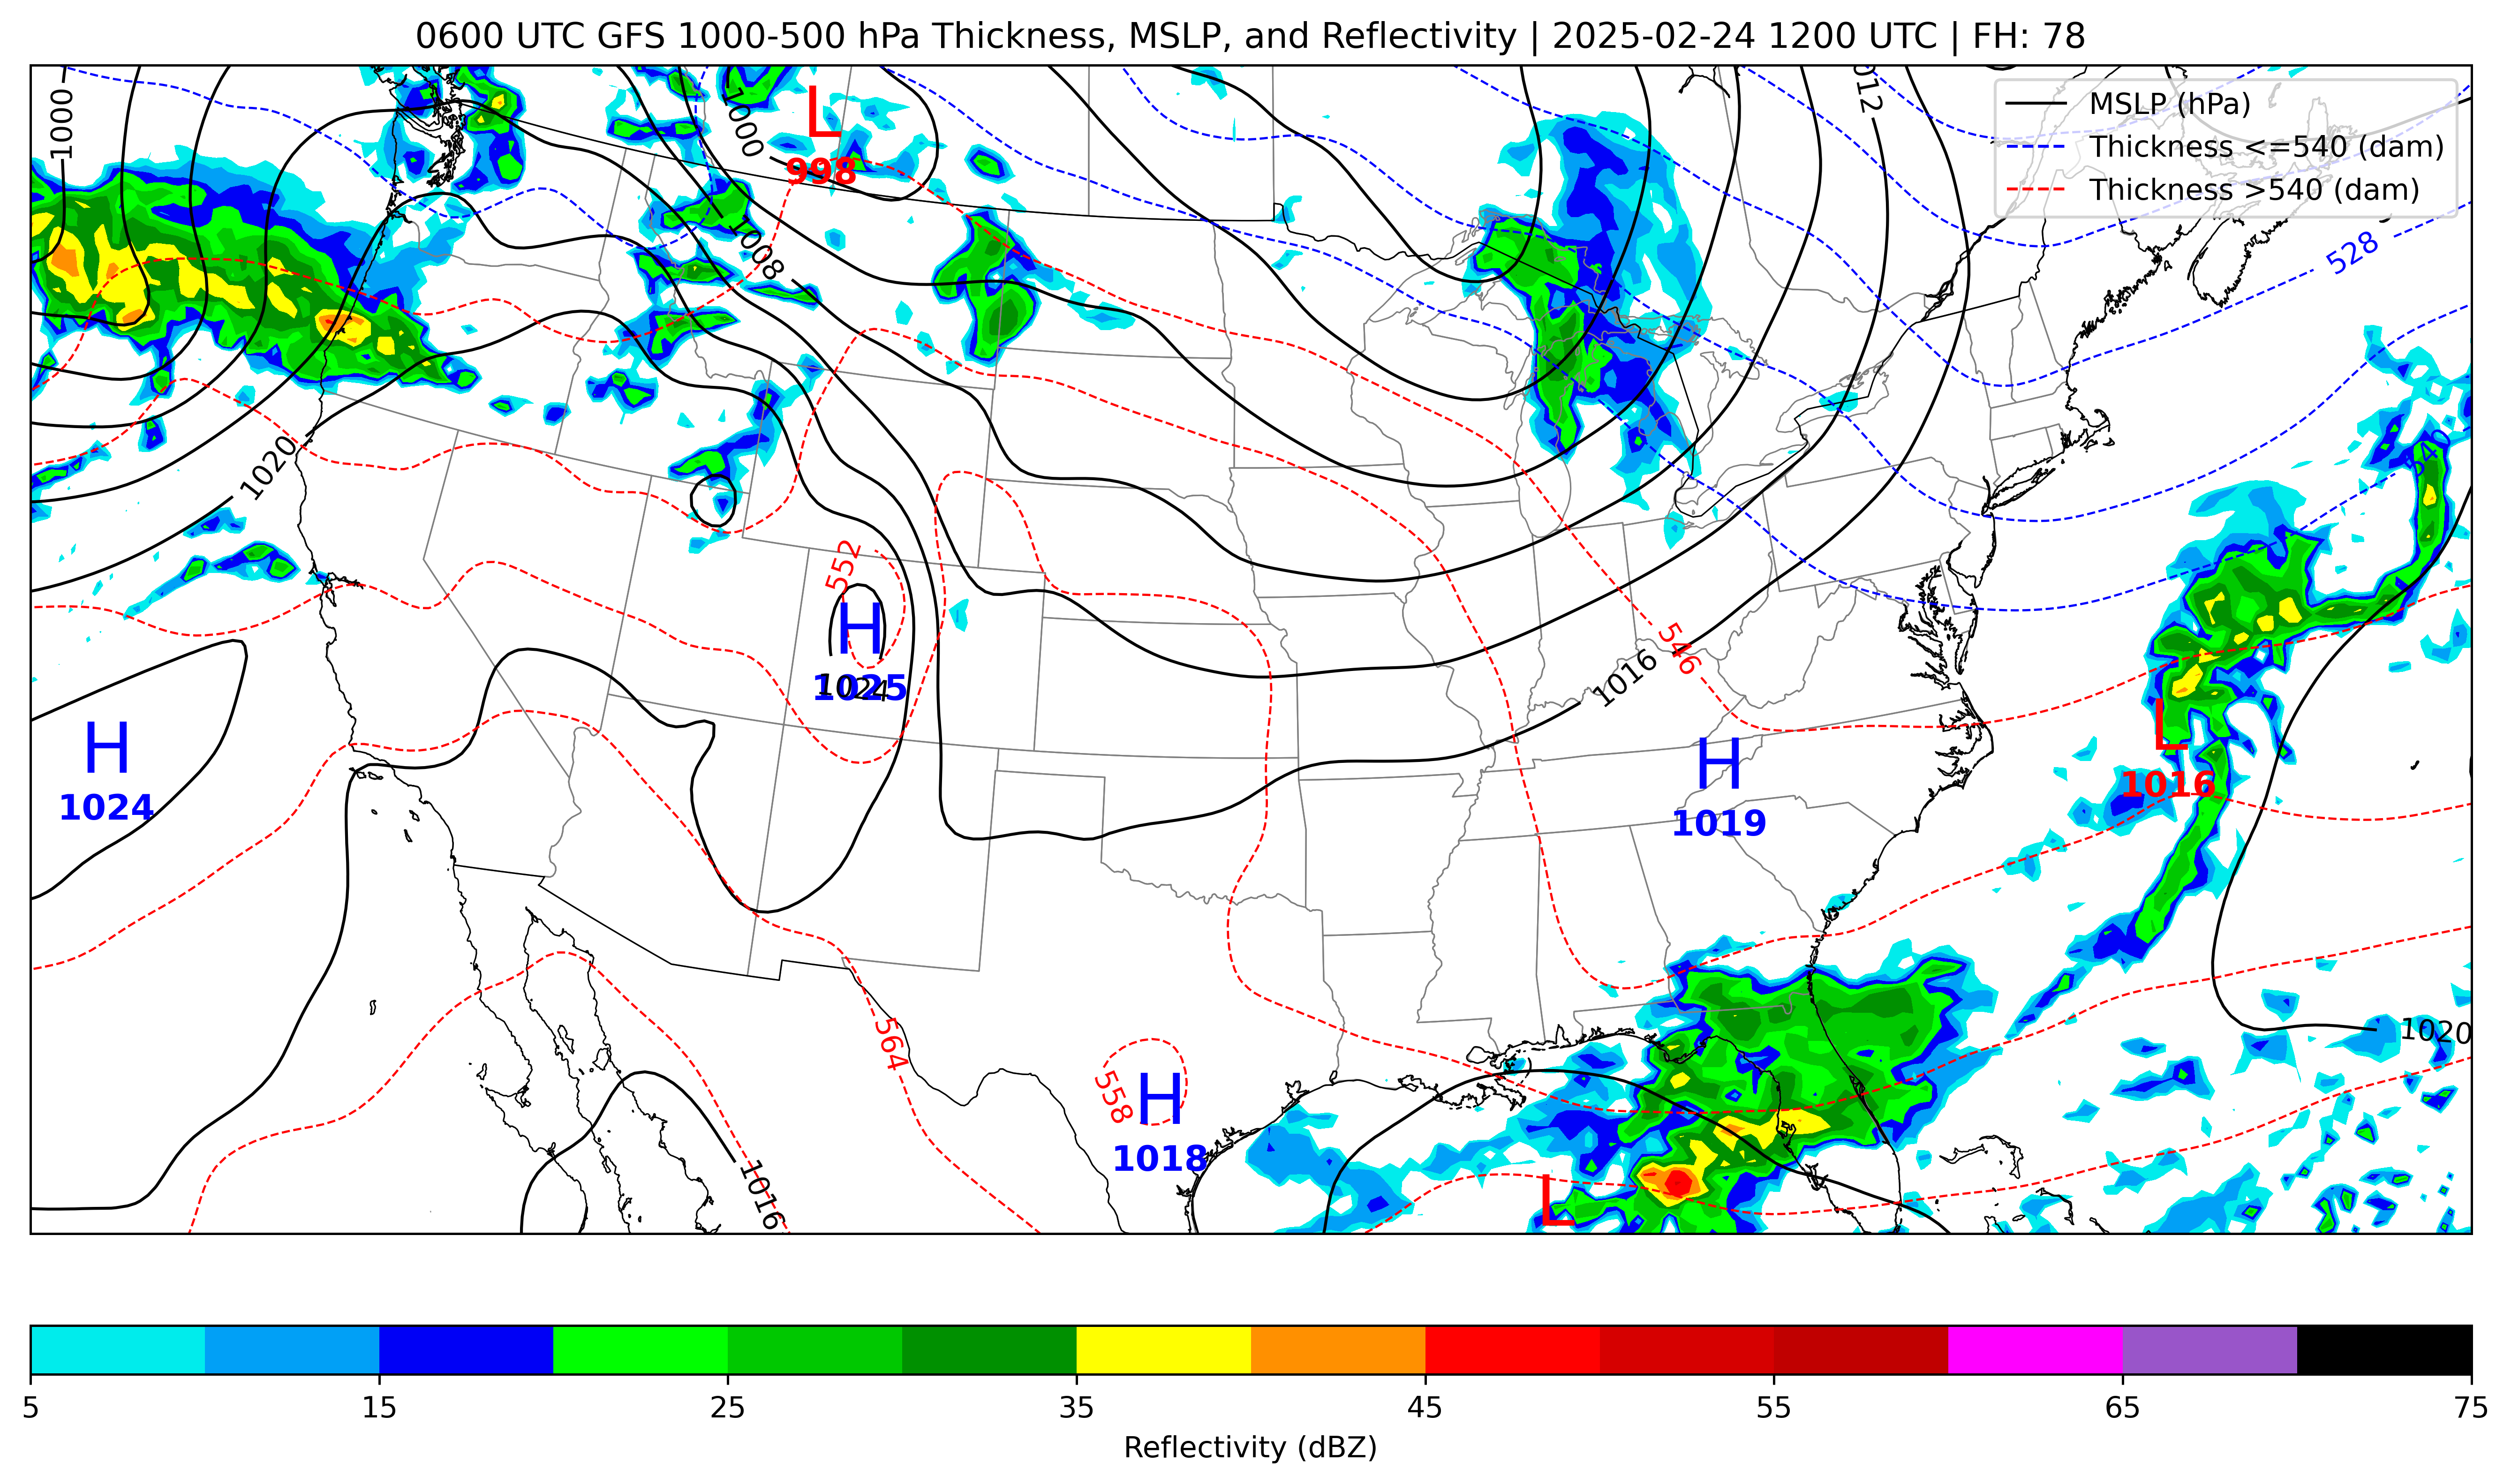 0600 UTC GFS 1000-500 hPa Thickness, MSLP, and Reflectivity | 2025-02-24 1200 UTC | FH: 78
MSLP (hPa)
Thickness <=540 (dam)
Thickness >540 (dam)
1000
1000
L
998
1008
528
540
1020
552
H
1025
1024
546
1016
H
1024
H
1019
L
1016
564
558
H
1018
1020
1016
L
5 15 25 35 45 55 65 75
Reflectivity (dBZ)